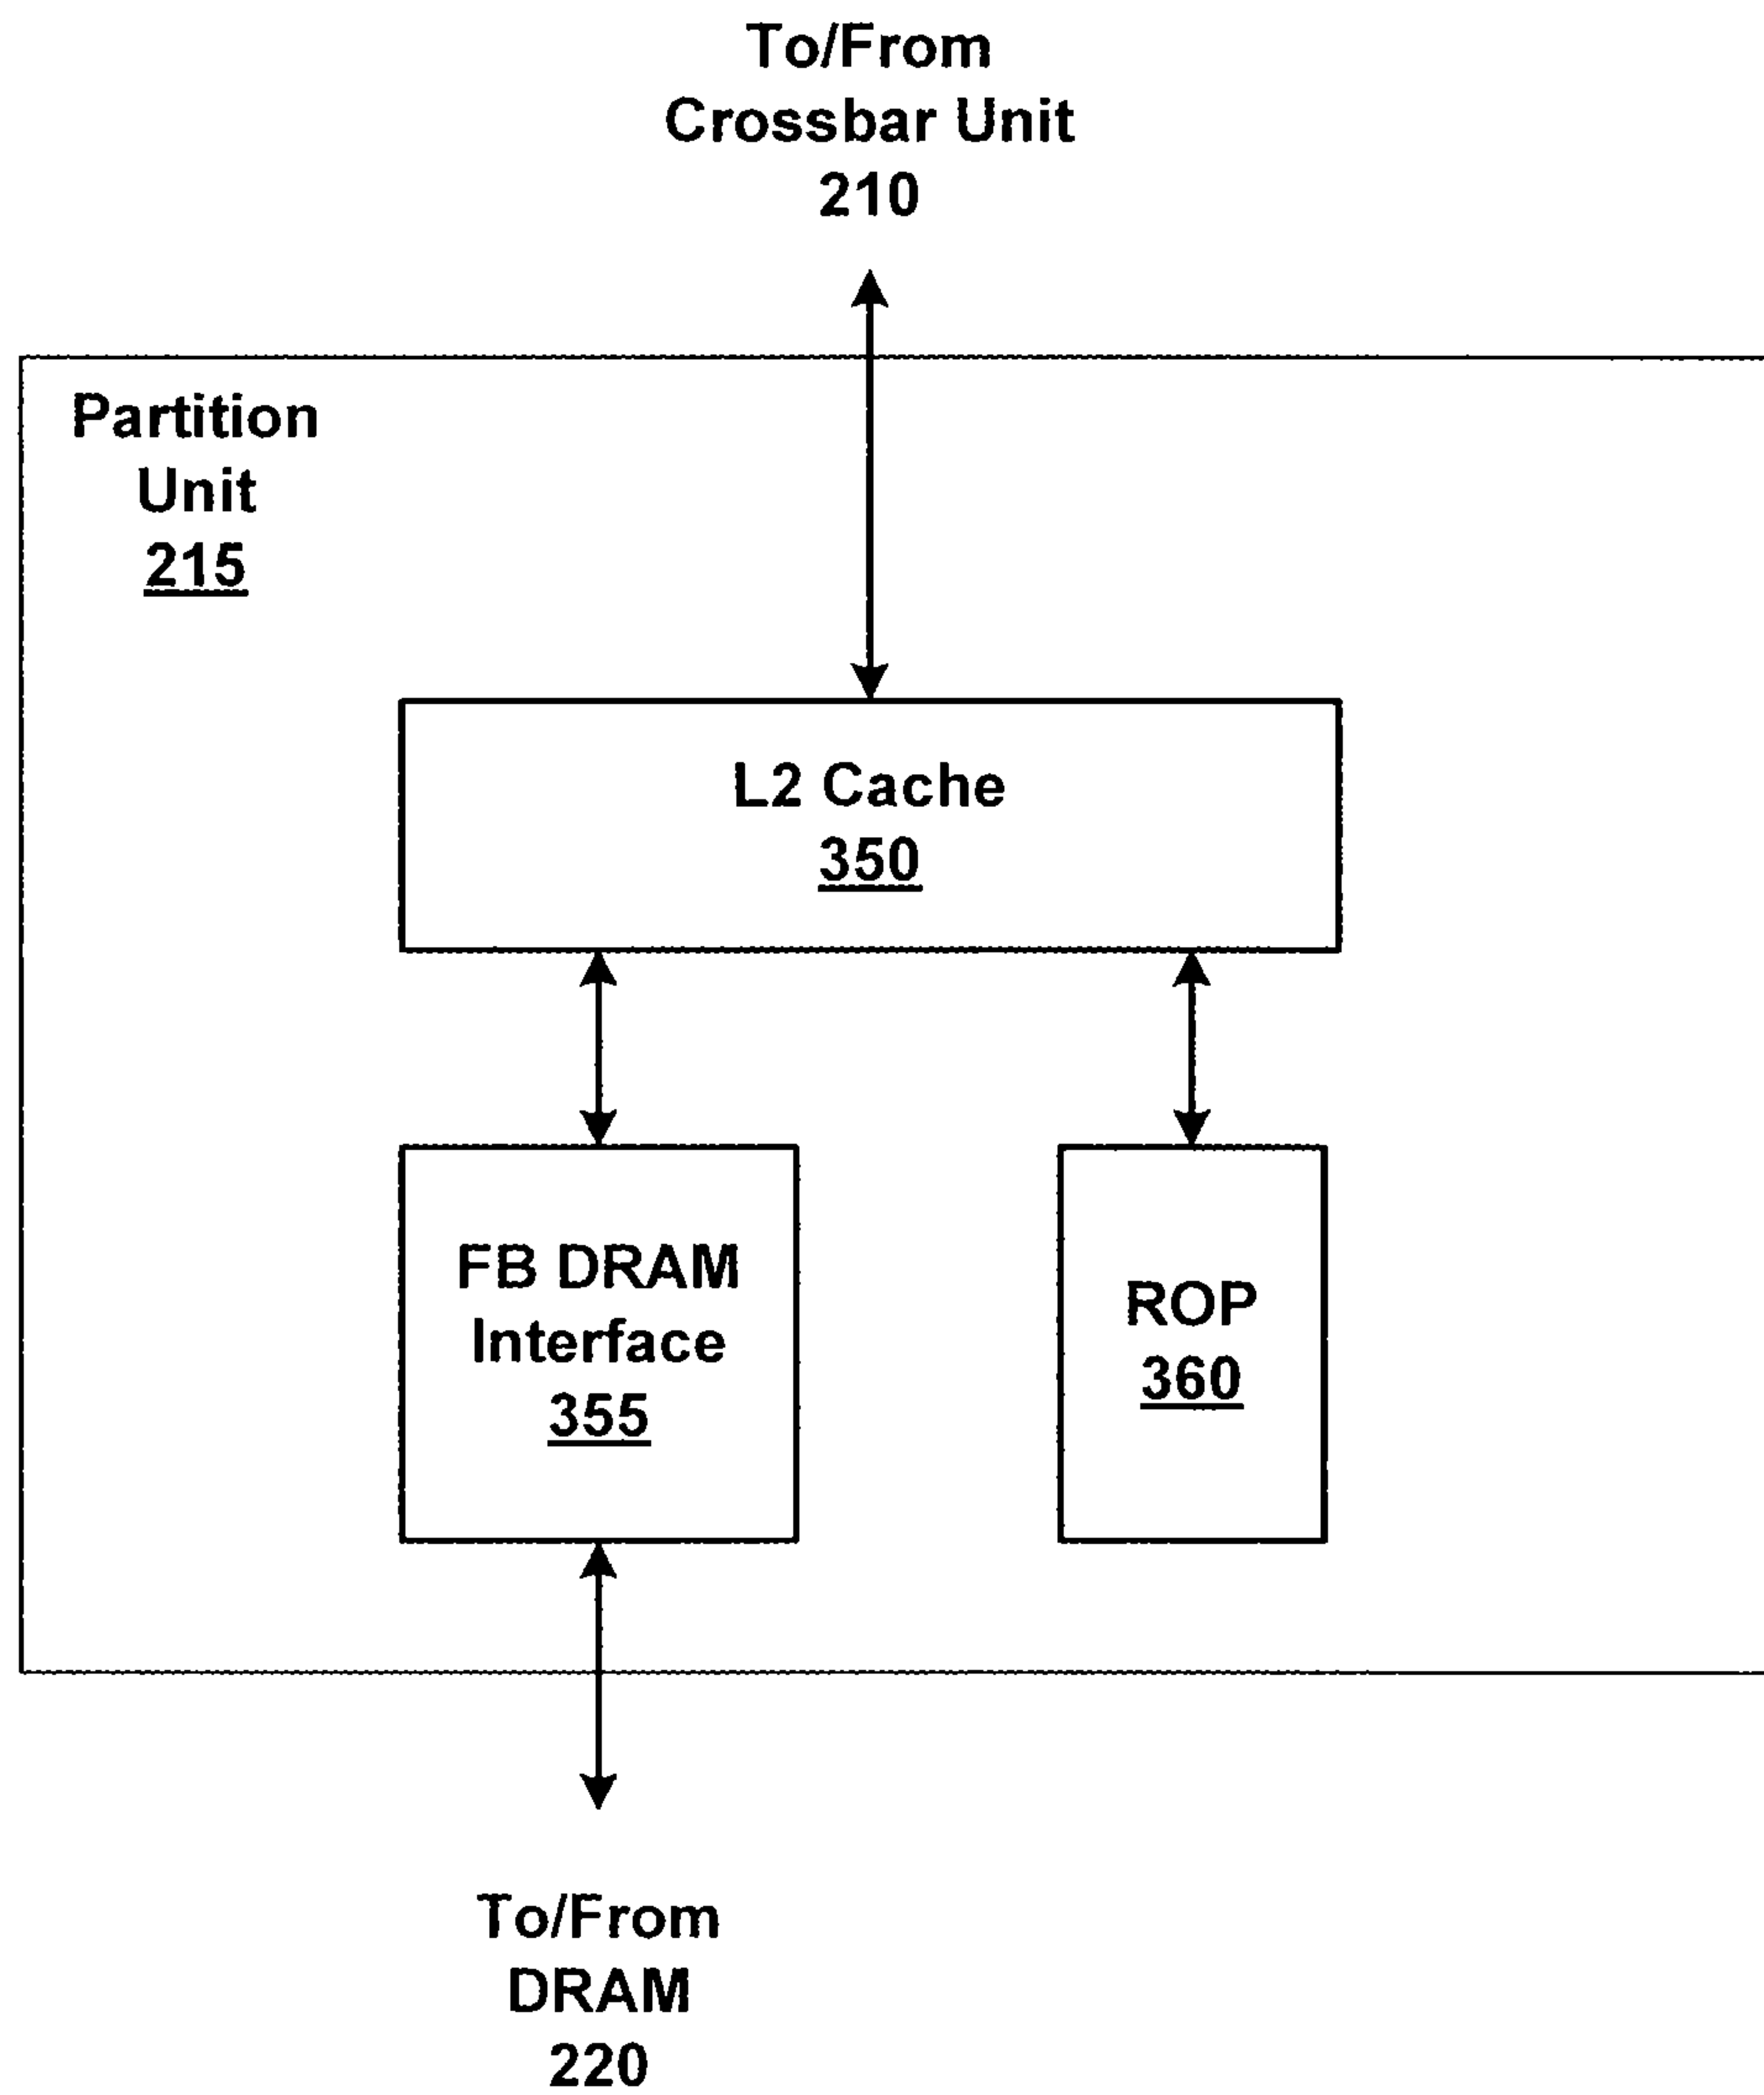 To/From
Crossbar Unit
210
Partition
Unit
215
L2 Cache
350
FB DRAM
Interface
355
ROP
360
To/From
DRAM
220